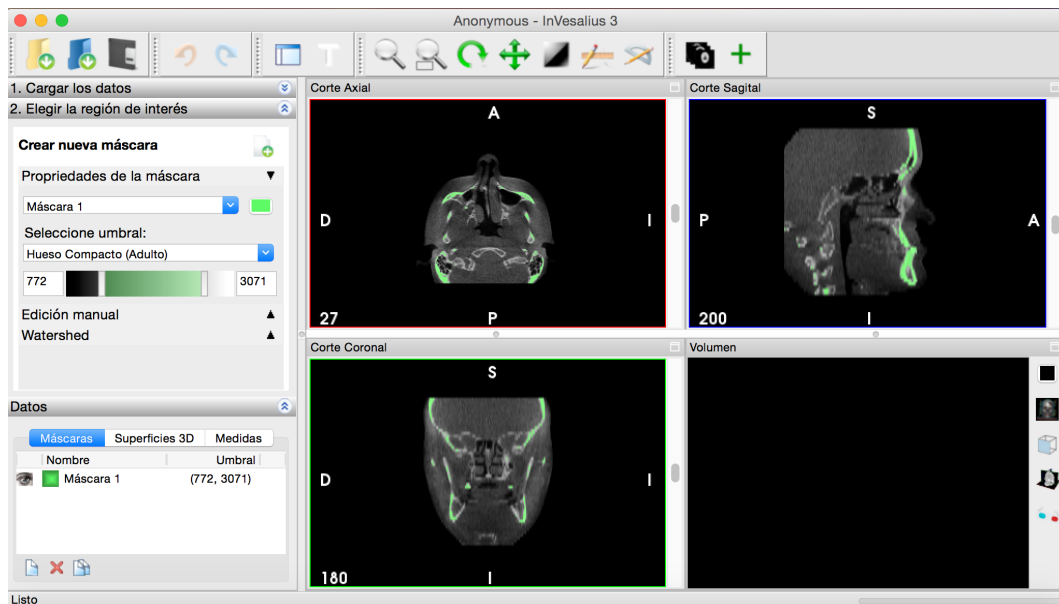 Anonymous - InVesalius 3
1. Cargar los datos
2. Elegir la región de interés
Crear nueva máscara
Propiedades de la máscara
Máscara 1
Seleccione umbral:
Hueso Compacto (Adulto)
772 3071
Edición manual
Watershed
Datos
Máscaras Superficies 3D Medidas
Nombre Umbral
Máscara 1 (772, 3071)
Listo
Corte Axial
A
D I
27 P
Corte Sagital
S
P A
200 I
Corte Coronal
S
D I
180 I
Volumen